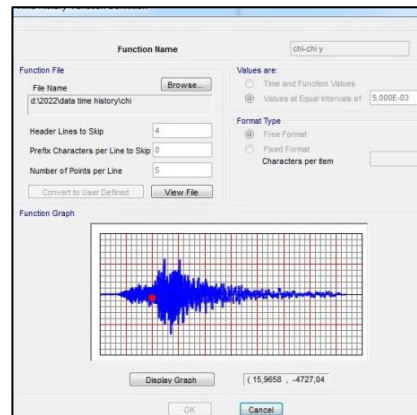 Function Name
chi-chi y
Function File
File Name
Browse...
d:\2022\data time history\chi
Header Lines to Skip
4
Prefix Characters per Line to Skip
0
Number of Points per Line
5
Convert to User Defined
View File
Values are:
Time and Function Values
Values at Equal Intervals of
5,000E-03
Format Type
Free Format
Fixed Format
Characters per Item
Function Graph
Display Graph
( 15,9658 , -4727,04
OK
Cancel